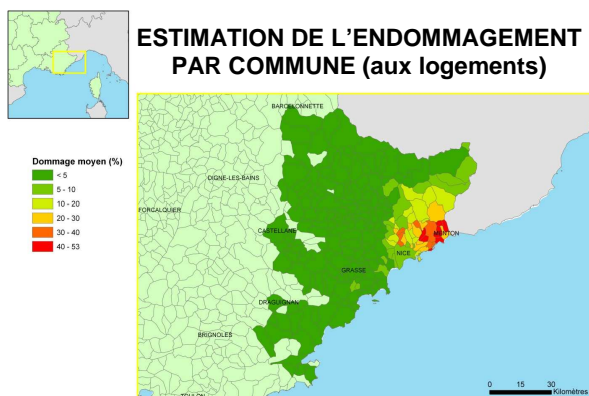 ESTIMATION DE L'ENDOMMAGEMENT
PAR COMMUNE (aux logements)
Dommage moyen (%)
< 5
5 - 10
10 - 20
20 - 30
30 - 40
40 - 53
BARCELONNETTE
DIGNE-LES-BAINS
FORCALQUIER
CASTELLANE
MENTON
NICE
GRASSE
DRAGUIGNAN
BRIGNOLES
TOULON
0 15 30
Kilomètres